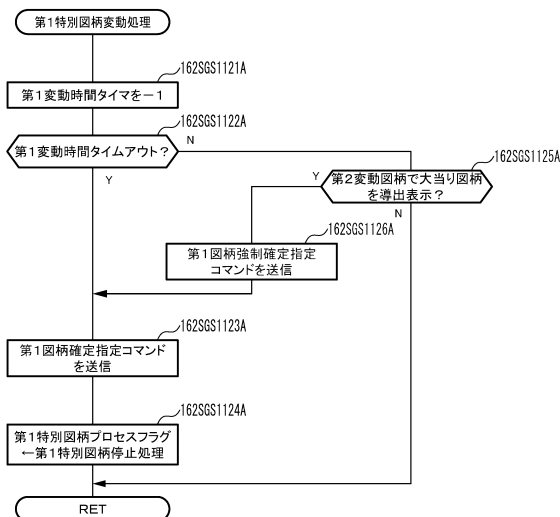 第1特別図柄変動処理
162SGS1121A
第1変動時間タイマを－1
162SGS1122A
第1変動時間タイムアウト？
N
Y
162SGS1125A
第2変動図柄で大当り図柄
を導出表示？
Y
N
162SGS1126A
第1図柄強制確定指定
コマンドを送信
162SGS1123A
第1図柄確定指定コマンド
を送信
162SGS1124A
第1特別図柄プロセスフラグ
←第1特別図柄停止処理
RET